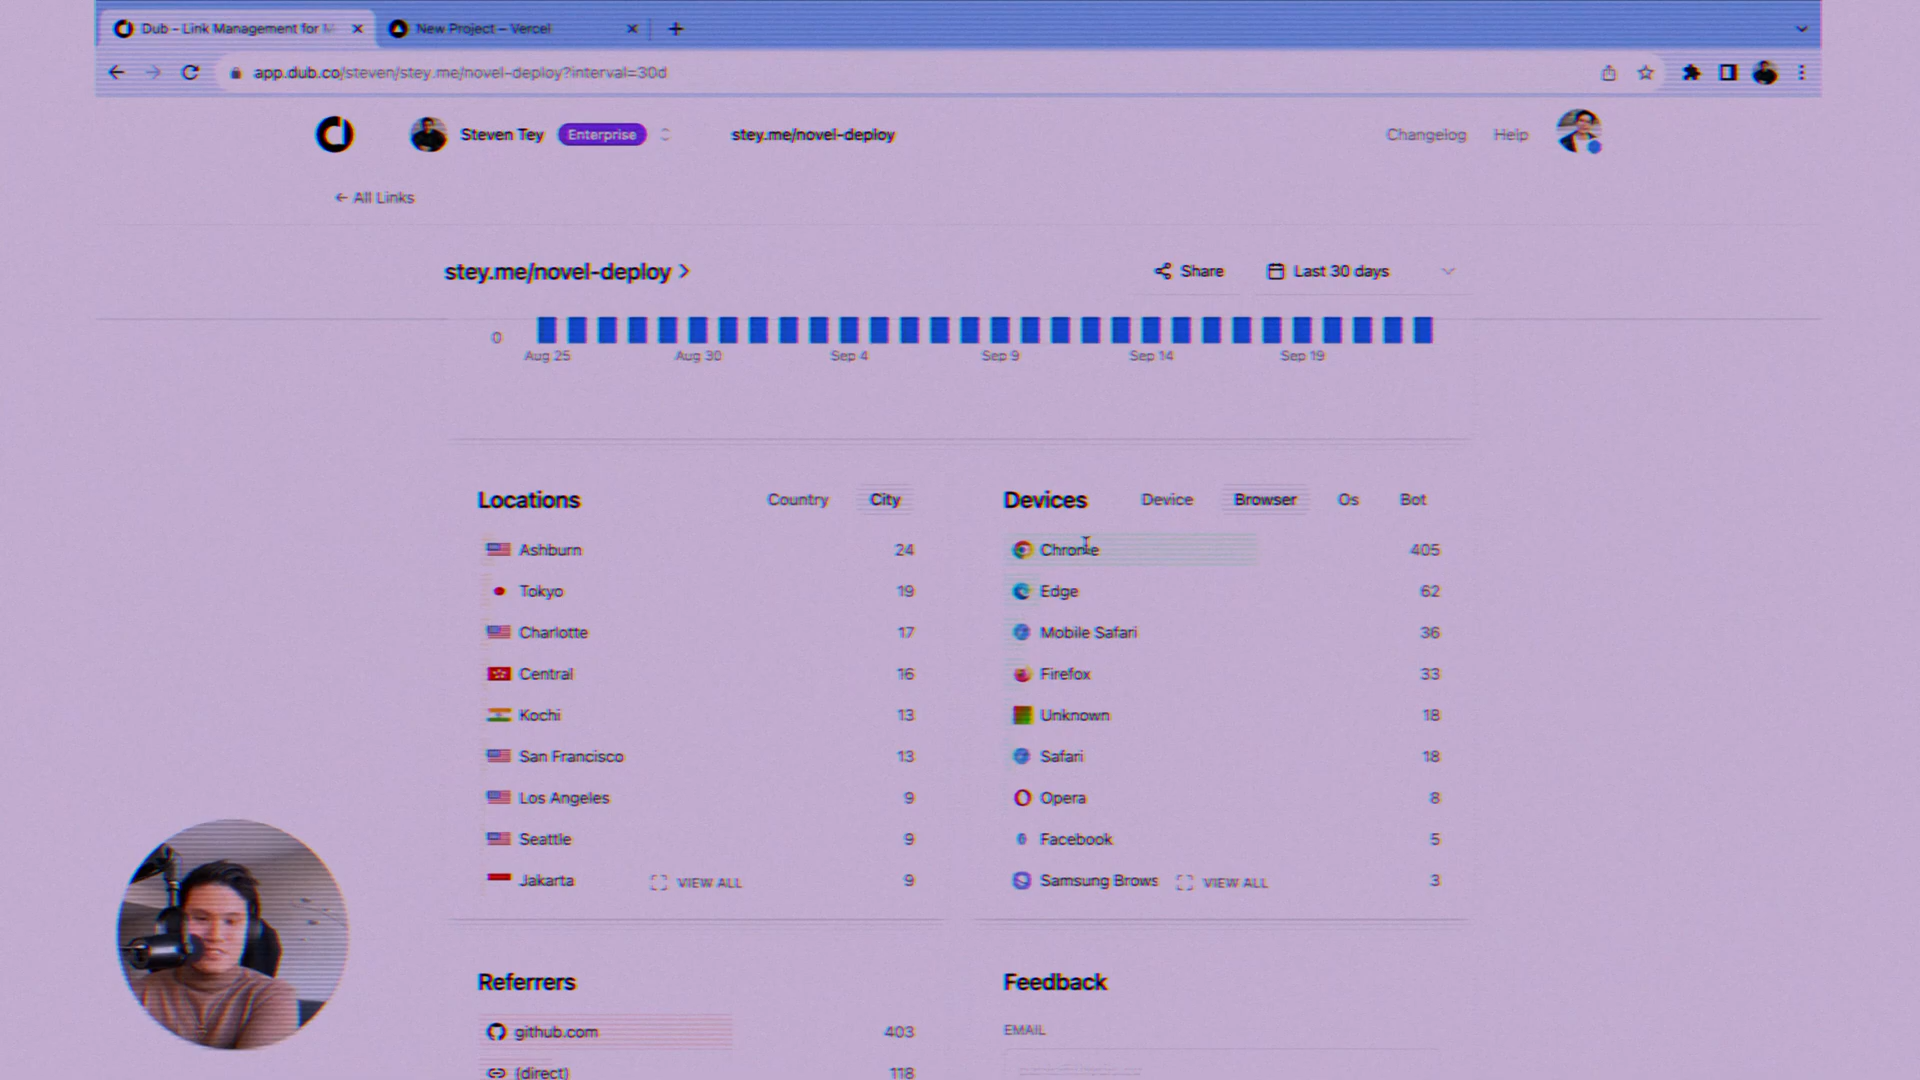 Dub - Link Management for M
New Project – Vercel
app.dub.co/steven/stey.me/novel-deploy?interval=30d
Steven Tey
Enterprise
stey.me/novel-deploy
Changelog
Help
← All Links
stey.me/novel-deploy >
Share
Last 30 days
0
Aug 25
Aug 30
Sep 4
Sep 9
Sep 14
Sep 19
Locations
Country
City
Ashburn 24
Tokyo 19
Charlotte 17
Central 16
Kochi 13
San Francisco 13
Los Angeles 9
Seattle 9
Jakarta 9
VIEW ALL
Devices
Device
Browser
Os
Bot
Chrome 405
Edge 62
Mobile Safari 36
Firefox 33
Unknown 18
Safari 18
Opera 8
Facebook 5
Samsung Brows 3
VIEW ALL
Referrers
github.com 403
(direct) 118
Feedback
EMAIL